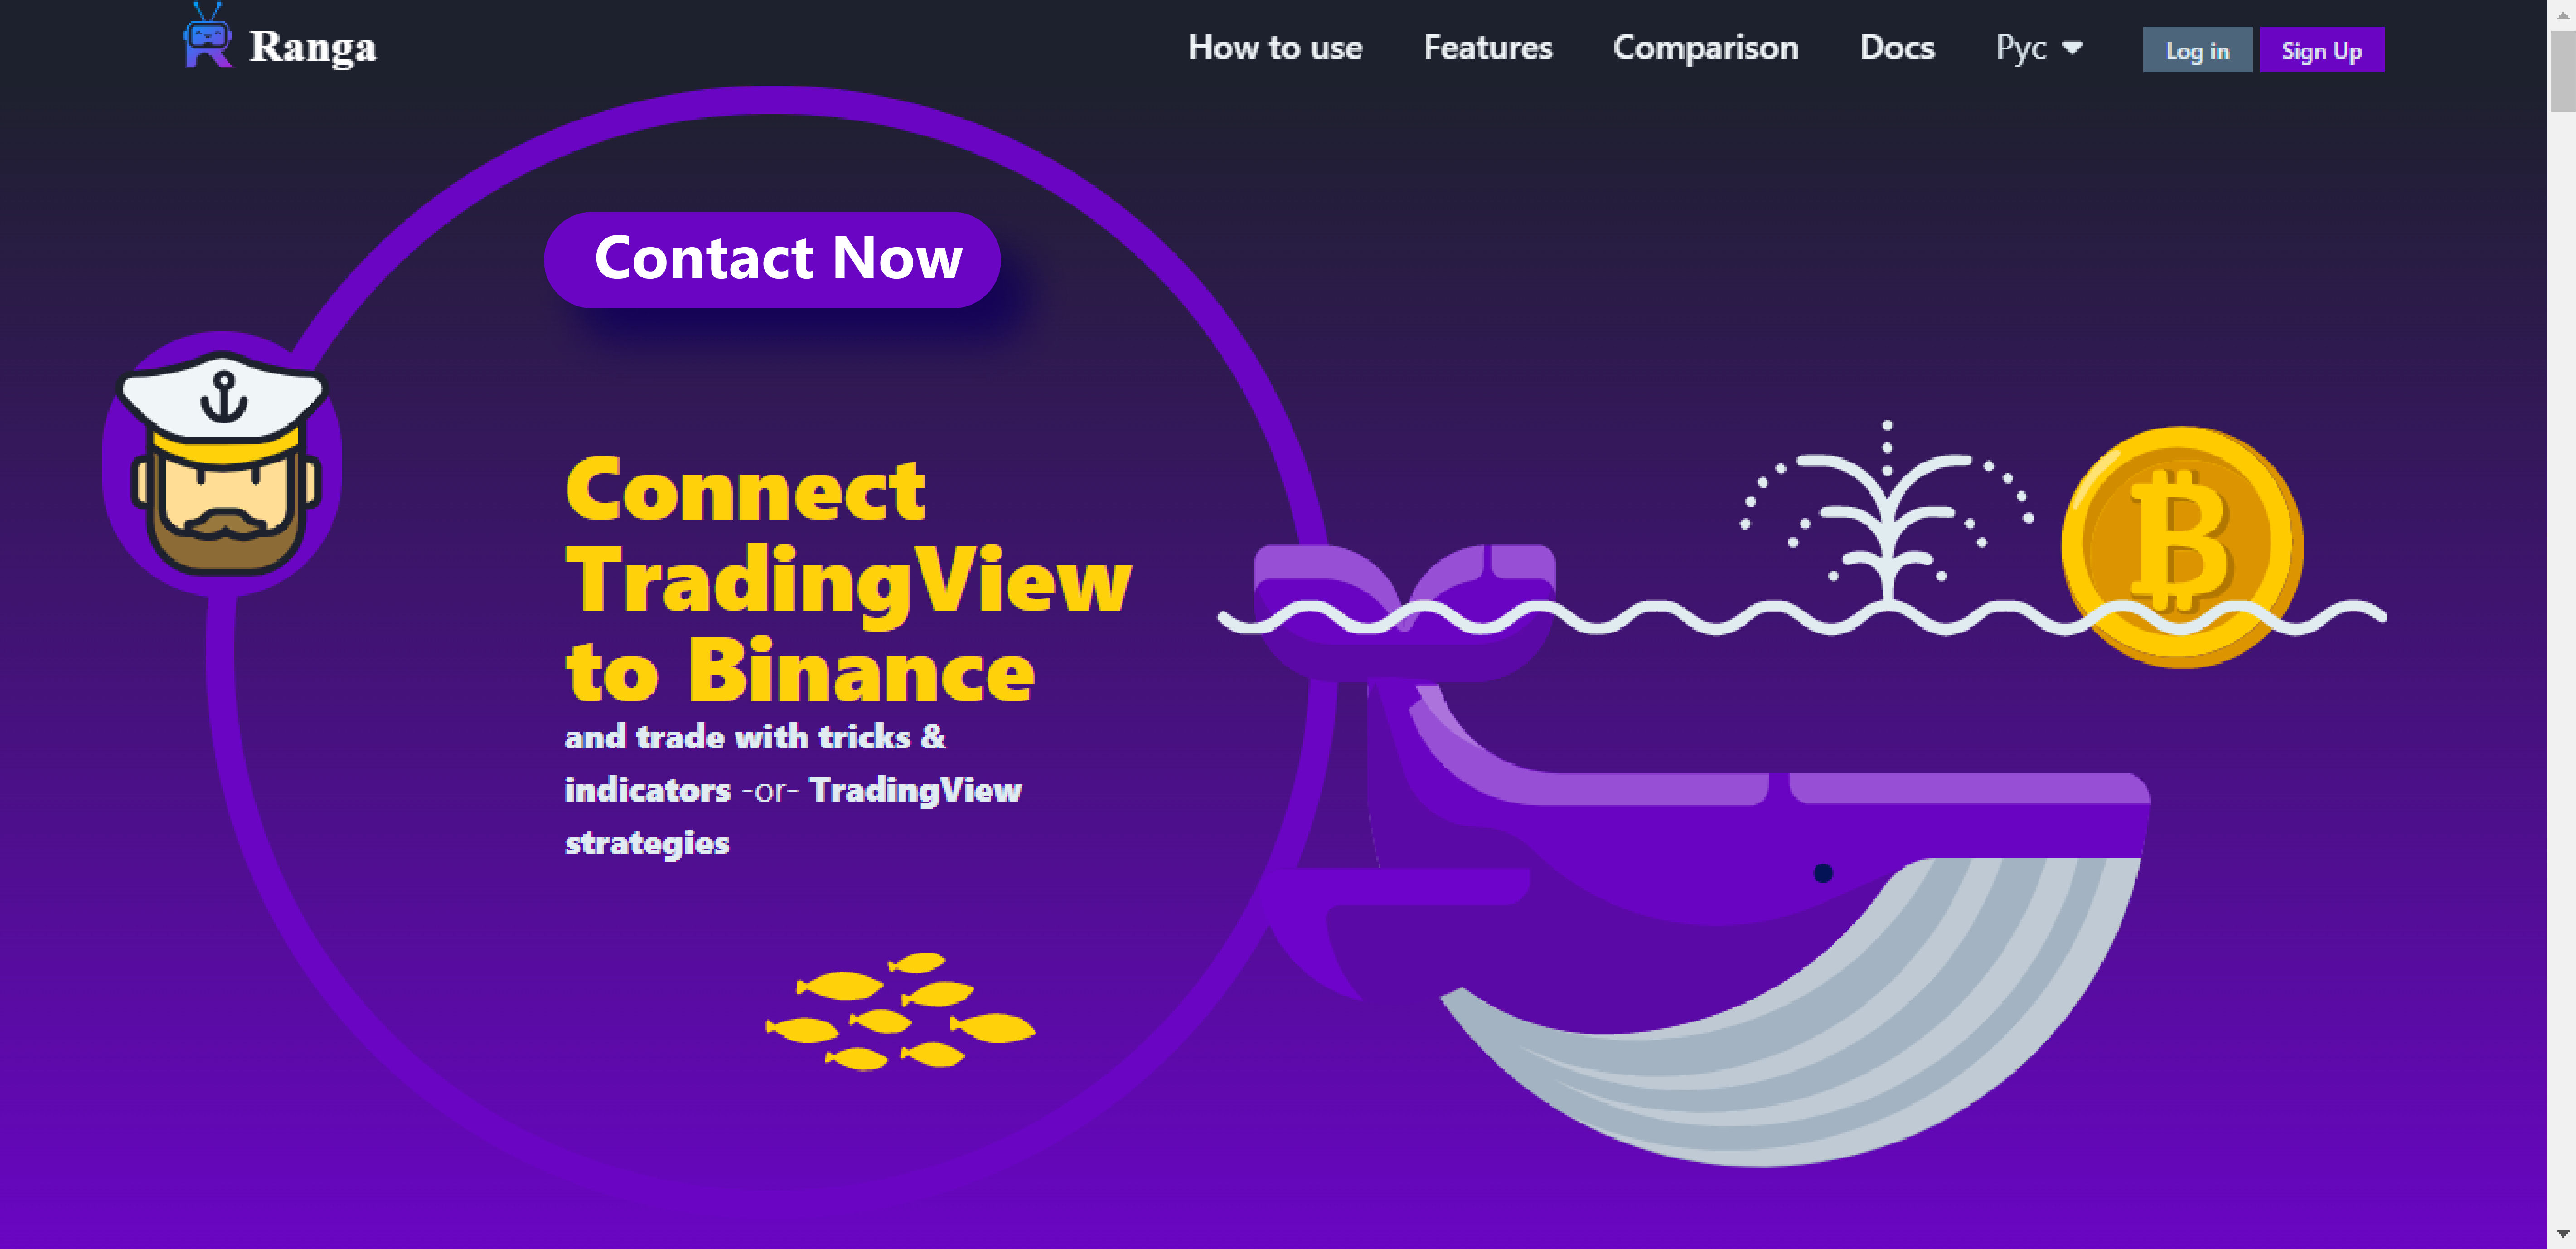 Ranga
How to use
Features
Comparison
Docs
Рус
Log in
Sign Up
Contact Now
Connect
TradingView
to Binance
and trade with tricks &
indicators -or- TradingView
strategies